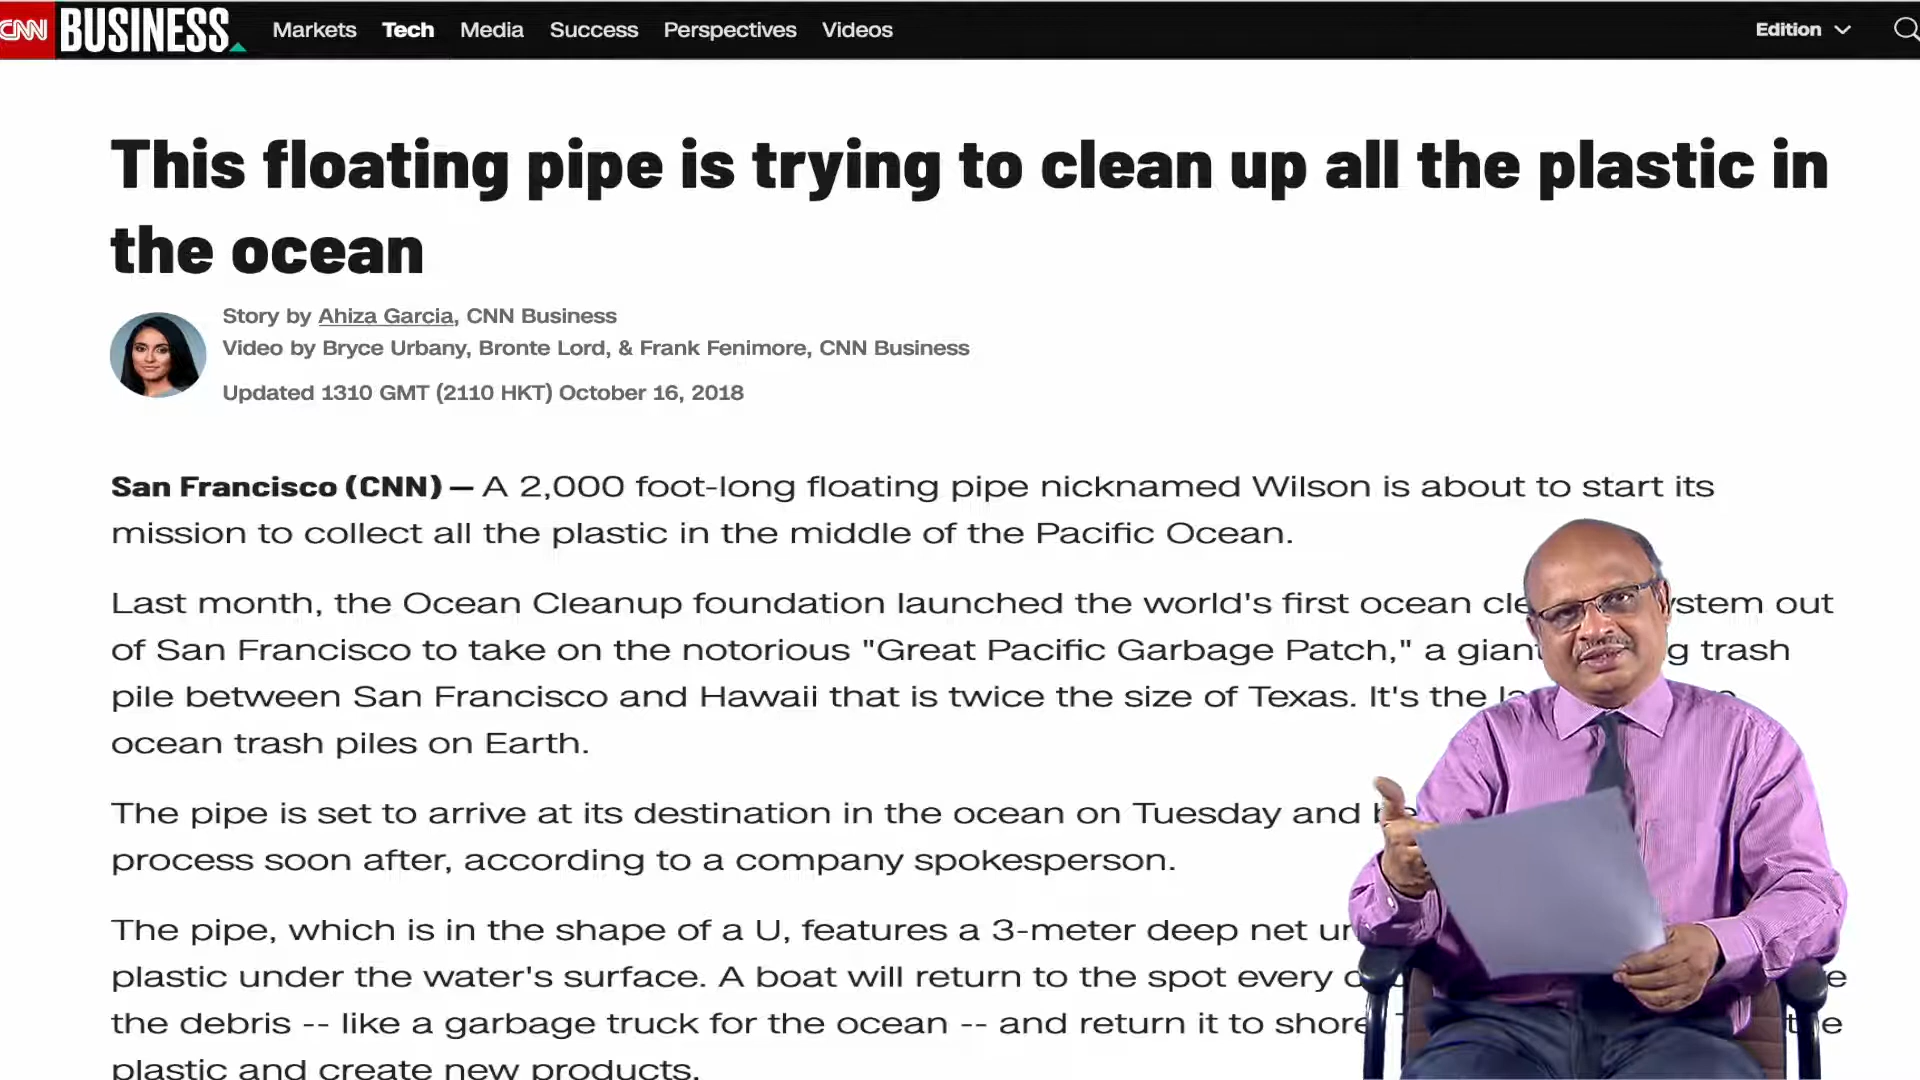 CNN BUSINESS Markets Tech Media Success Perspectives Videos Edition
This floating pipe is trying to clean up all the plastic in
the ocean
Story by Ahiza Garcia, CNN Business
Video by Bryce Urbany, Bronte Lord, & Frank Fenimore, CNN Business
Updated 1310 GMT (2110 HKT) October 16, 2018
San Francisco (CNN) — A 2,000 foot-long floating pipe nicknamed Wilson is about to start its
mission to collect all the plastic in the middle of the Pacific Ocean.
Last month, the Ocean Cleanup foundation launched the world's first ocean out
of San Francisco to take on the notorious "Great Pacific Garbage Patch," a trash
pile between San Francisco and Hawaii that is twice the size of Texas. It's the
ocean trash piles on Earth.
The pipe is set to arrive at its destination in the ocean on Tuesday and
process soon after, according to a company spokesperson.
The pipe, which is in the shape of a U, features a 3-meter deep net
plastic under the water's surface. A boat will return to the spot every
the debris -- like a garbage truck for the ocean -- and return it to shore
plastic and create new products.